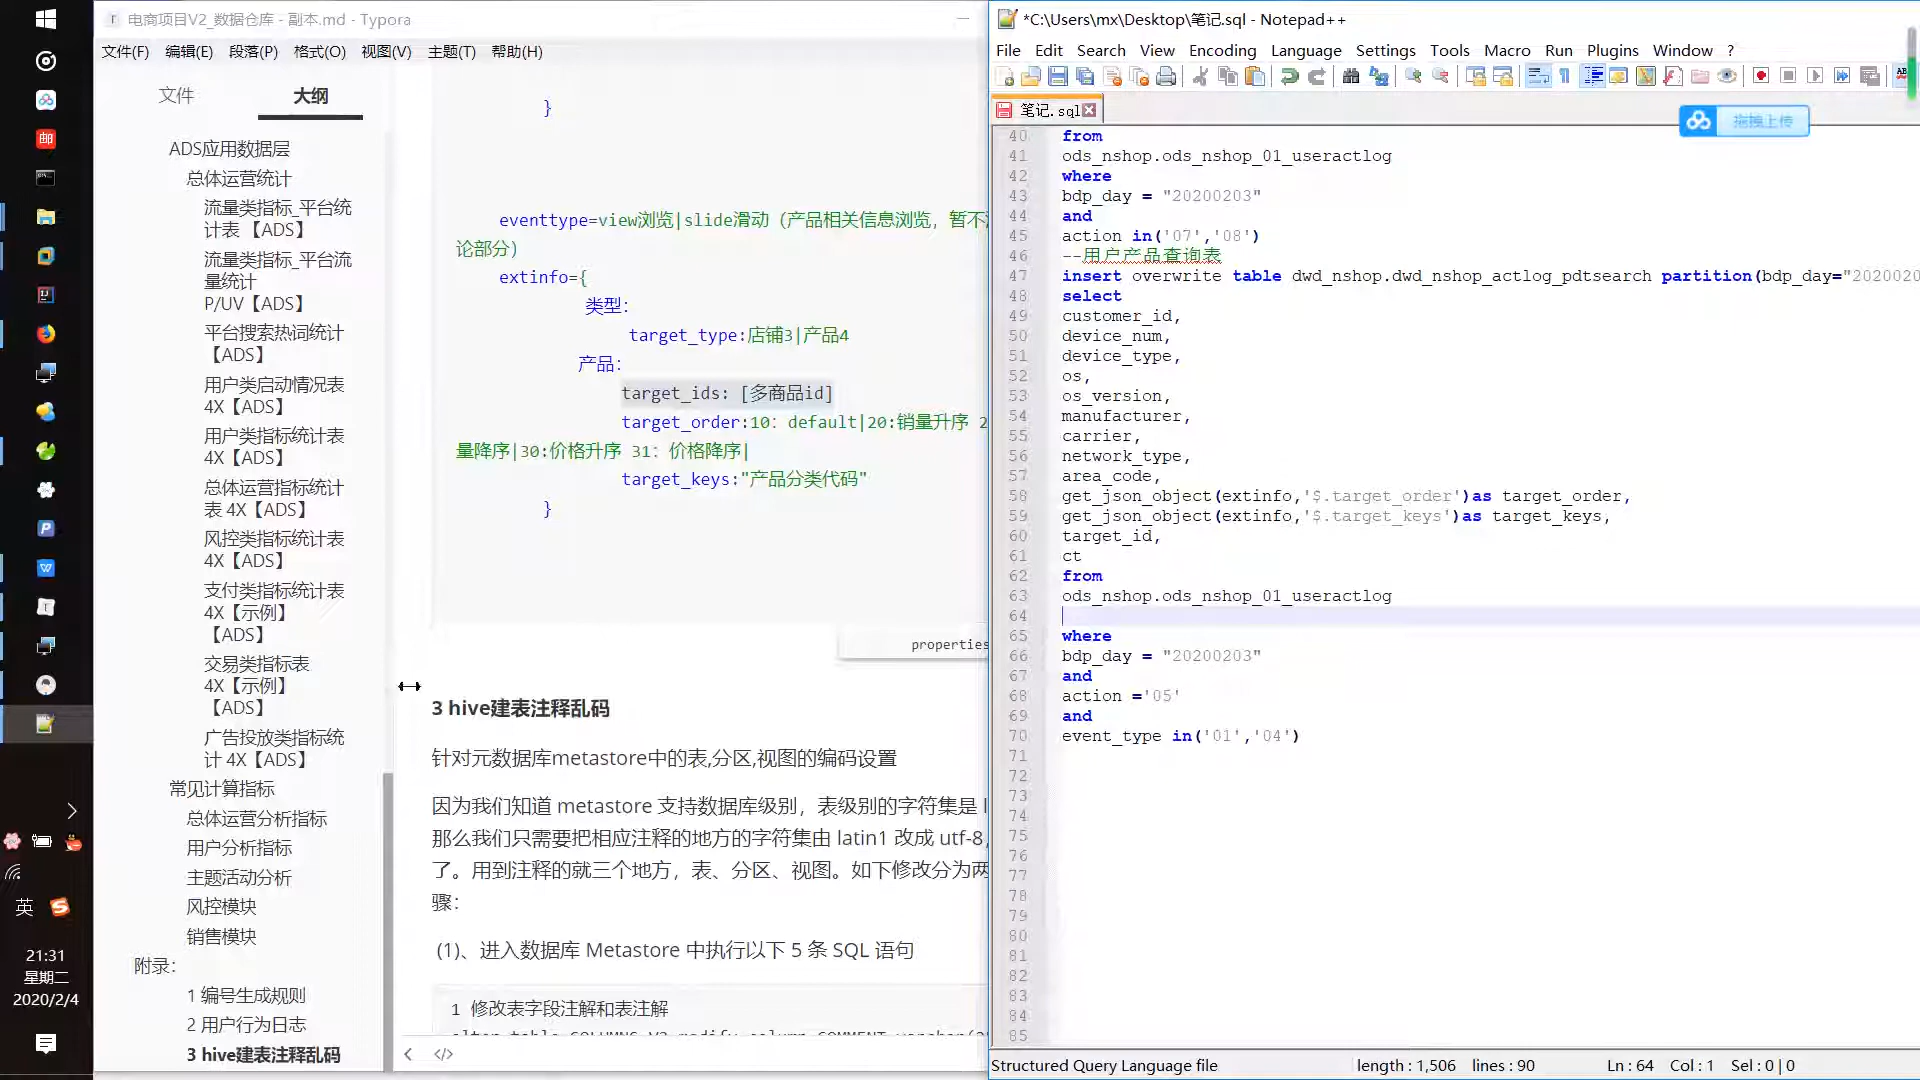 电商项目V2_数据仓库 - 副本.md - Typora
文件(F) 编辑(E) 段落(P) 格式(O) 视图(V) 主题(T) 帮助(H)
文件 大纲
ADS应用数据层
总体运营统计
流量类指标_平台统
计表 【ADS】
流量类指标_平台流
量统计
P/UV【ADS】
平台搜索热词统计
【ADS】
用户类启动情况表
4X【ADS】
用户类指标统计表
4X【ADS】
总体运营指标统计
表 4X【ADS】
风控类指标统计表
4X【ADS】
支付类指标统计表
4X【示例】
【ADS】
交易类指标表
4X【示例】
【ADS】
广告投放类指标统
计 4X【ADS】
常见计算指标
总体运营分析指标
用户分析指标
主题活动分析
风控模块
销售模块
附录：
1 编号生成规则
2 用户行为日志
3 hive建表注释乱码
}
eventtype=view浏览|slide滑动（产品相关信息浏览，暂不
论部分）
extinfo={
类型：
target_type:店铺3|产品4
产品：
target_ids: [多商品id]
target_order:10：default|20:销量升序 2
量降序|30:价格升序 31：价格降序|
target_keys:"产品分类代码"
}
properties
3 hive建表注释乱码
针对元数据库metastore中的表,分区,视图的编码设置
因为我们知道 metastore 支持数据库级别，表级别的字符集是 l
那么我们只需要把相应注释的地方的字符集由 latin1 改成 utf-8,
了。用到注释的就三个地方，表、分区、视图。如下修改分为两
骤：
(1)、进入数据库 Metastore 中执行以下 5 条 SQL 语句
1 修改表字段注解和表注解
*C:\Users\mx\Desktop\笔记.sql - Notepad++
File Edit Search View Encoding Language Settings Tools Macro Run Plugins Window ?
笔记.sql
拖拽上传
40 from
41 ods_nshop.ods_nshop_01_useractlog
42 where
43 bdp_day = "20200203"
44 and
45 action in('07','08')
46 --用户产品查询表
47 insert overwrite table dwd_nshop.dwd_nshop_actlog_pdtsearch partition(bdp_day="2020020
48 select
49 customer_id,
50 device_num,
51 device_type,
52 os,
53 os_version,
54 manufacturer,
55 carrier,
56 network_type,
57 area_code,
58 get_json_object(extinfo,'$.target_order')as target_order,
59 get_json_object(extinfo,'$.target_keys')as target_keys,
60 target_id,
61 ct
62 from
63 ods_nshop.ods_nshop_01_useractlog
64
65 where
66 bdp_day = "20200203"
67 and
68 action ='05'
69 and
70 event_type in('01','04')
71
72
73
74
75
76
77
78
79
80
81
82
83
84
85
Structured Query Language file length : 1,506 lines : 90 Ln : 64 Col : 1 Sel : 0 | 0
英
21:31
星期二
2020/2/4